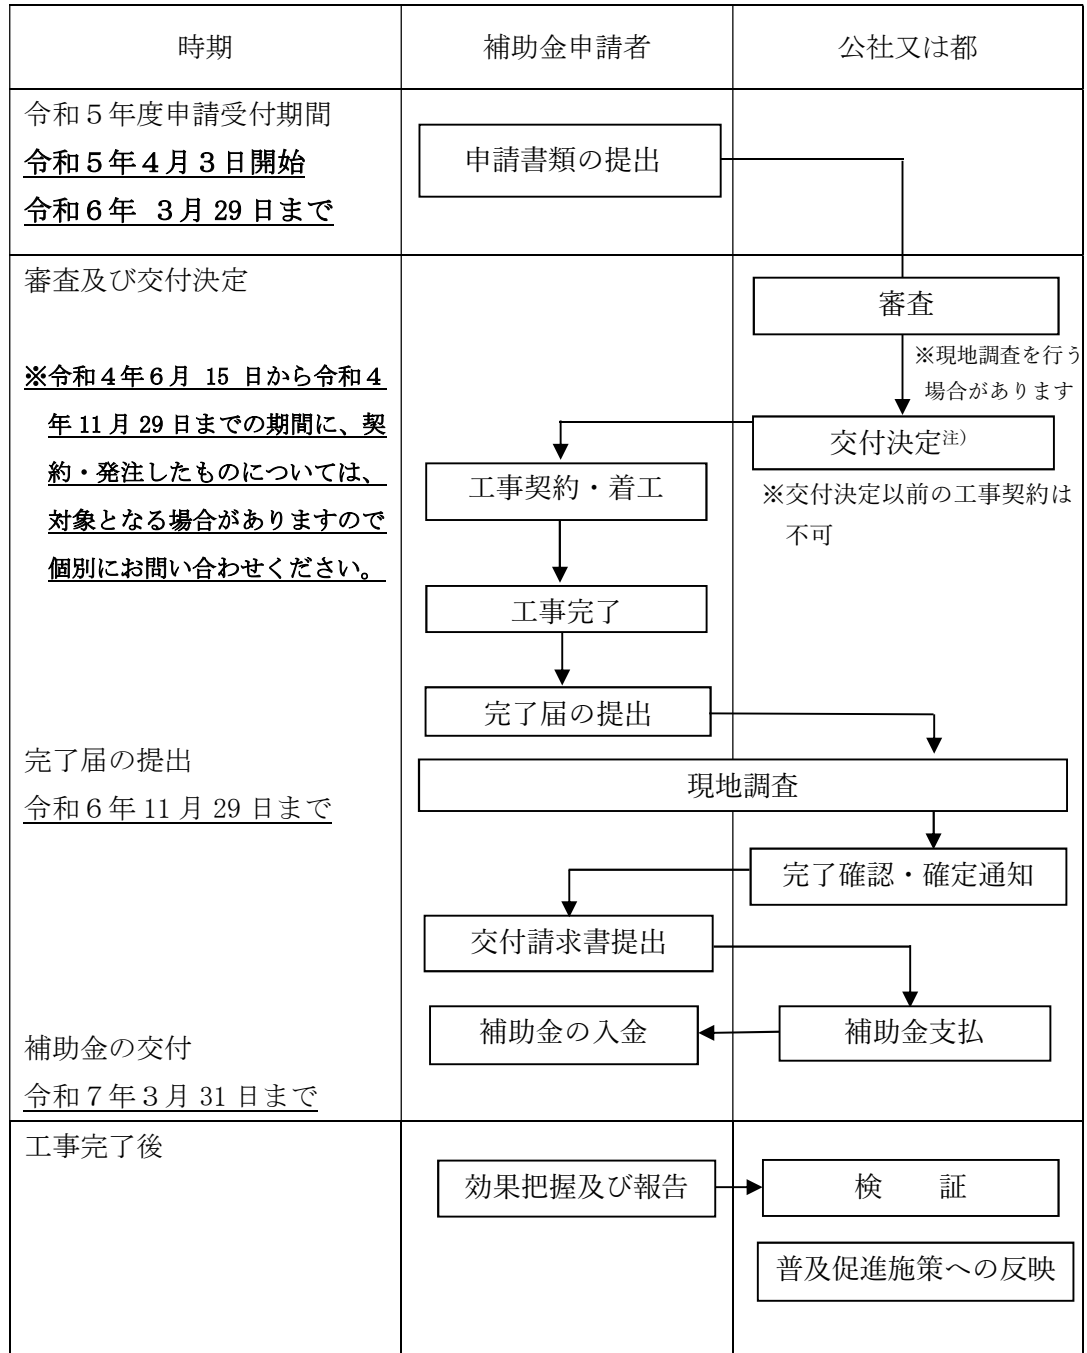 時期
補助金申請者
公社又は都
令和５年度申請受付期間
令和５年４月３日開始
令和６年 ３月 29 日まで
申請書類の提出
審査及び交付決定
※令和４年６月 15 日から令和４
年 11 月 29 日までの期間に、契
約・発注したものについては、
対象となる場合がありますので
個別にお問い合わせください。
審査
※現地調査を行う
場合があります
交付決定注）
※交付決定以前の工事契約は
不可
工事契約・着工
工事完了
完了届の提出
完了届の提出
令和６年 11 月 29 日まで
現地調査
完了確認・確定通知
交付請求書提出
補助金の交付
令和７年３月 31 日まで
補助金の入金
補助金支払
工事完了後
効果把握及び報告
検　　証
普及促進施策への反映